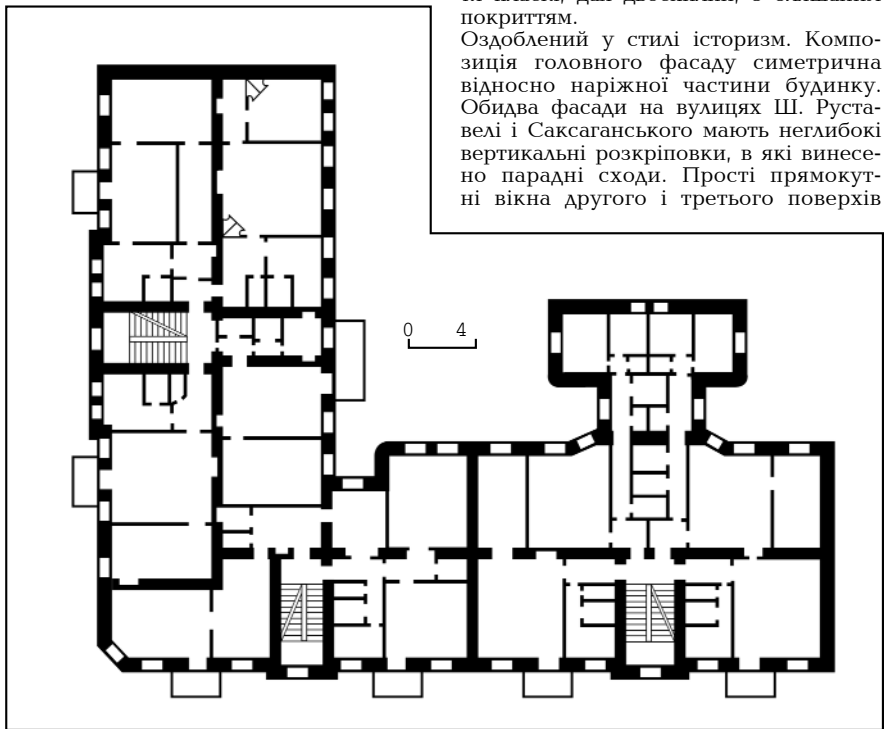 покриттям.
Оздоблений у стилі історизм. Компо-
зиція головного фасаду симетрична
відносно наріжної частини будинку.
Обидва фасади на вулицях Ш. Руста-
велі і Саксаганського мають неглибокі
вертикальні розкріповки, в які винесе-
но парадні сходи. Прості прямокут-
ні вікна другого і третього поверхів
0 4